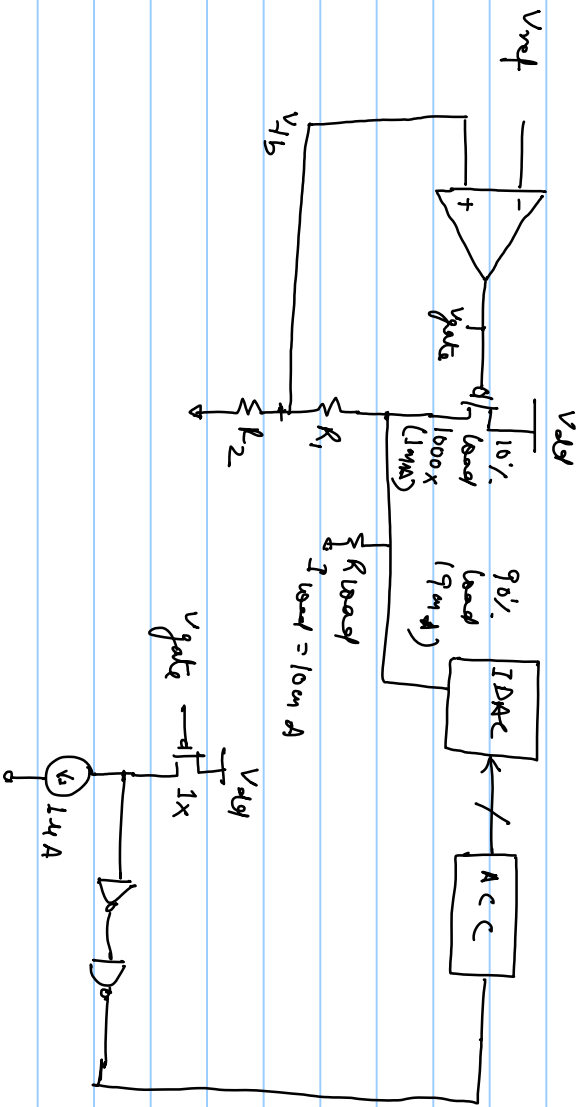 Vref
-
+
Vfb
Vgate
Vdd
10%
Load
1000x
(1mA)
R1
R2
90%
Load
(9mA)
Rload
Iload = 10mA
IDAC
ACC
Vgate
Vdd
1x
1μA